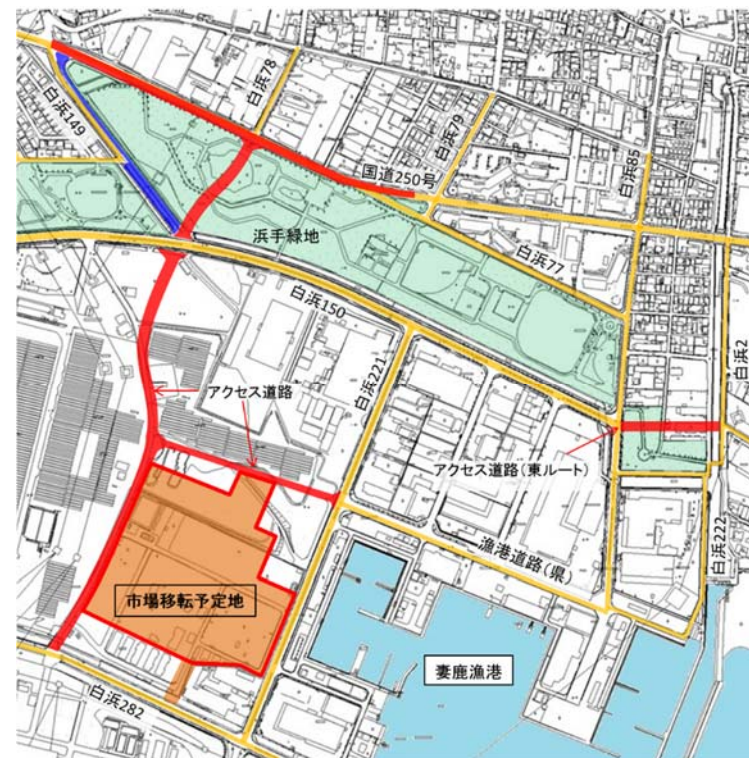 白浜149
白浜78
白浜79
国道250号
白浜85
浜手緑地
白浜77
白浜150
白浜2
アクセス道路
白浜221
アクセス道路(東ルート)
漁港道路(県)
白浜222
市場移転予定地
妻鹿漁港
白浜282